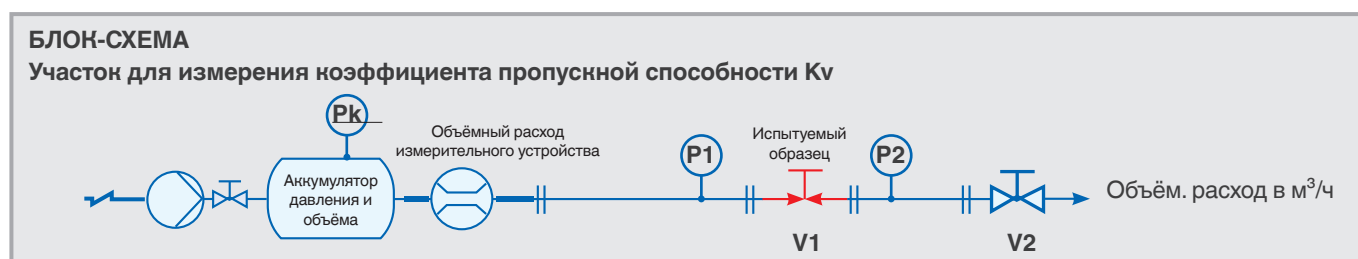 БЛОК-СХЕМА
Участок для измерения коэффициента пропускной способности Kv
Pk
Объёмный расход
измерительного устройства
Аккумулятор
давления и
объёма
P1
Испытуемый
образец
P2
Объём. расход в м³/ч
V1
V2